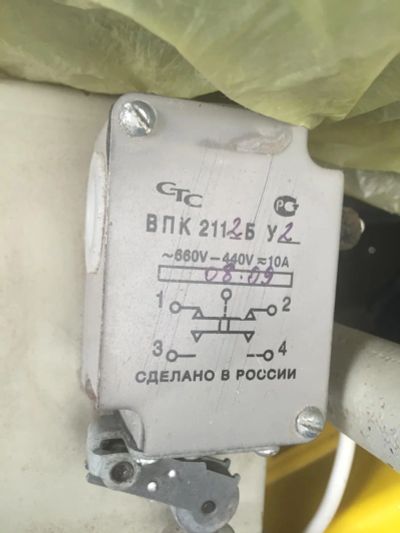 СТС
ВПК 2112Б У2
~660V-440V≂10A
08.09
1 2
3 4
СДЕЛАНО В РОССИИ